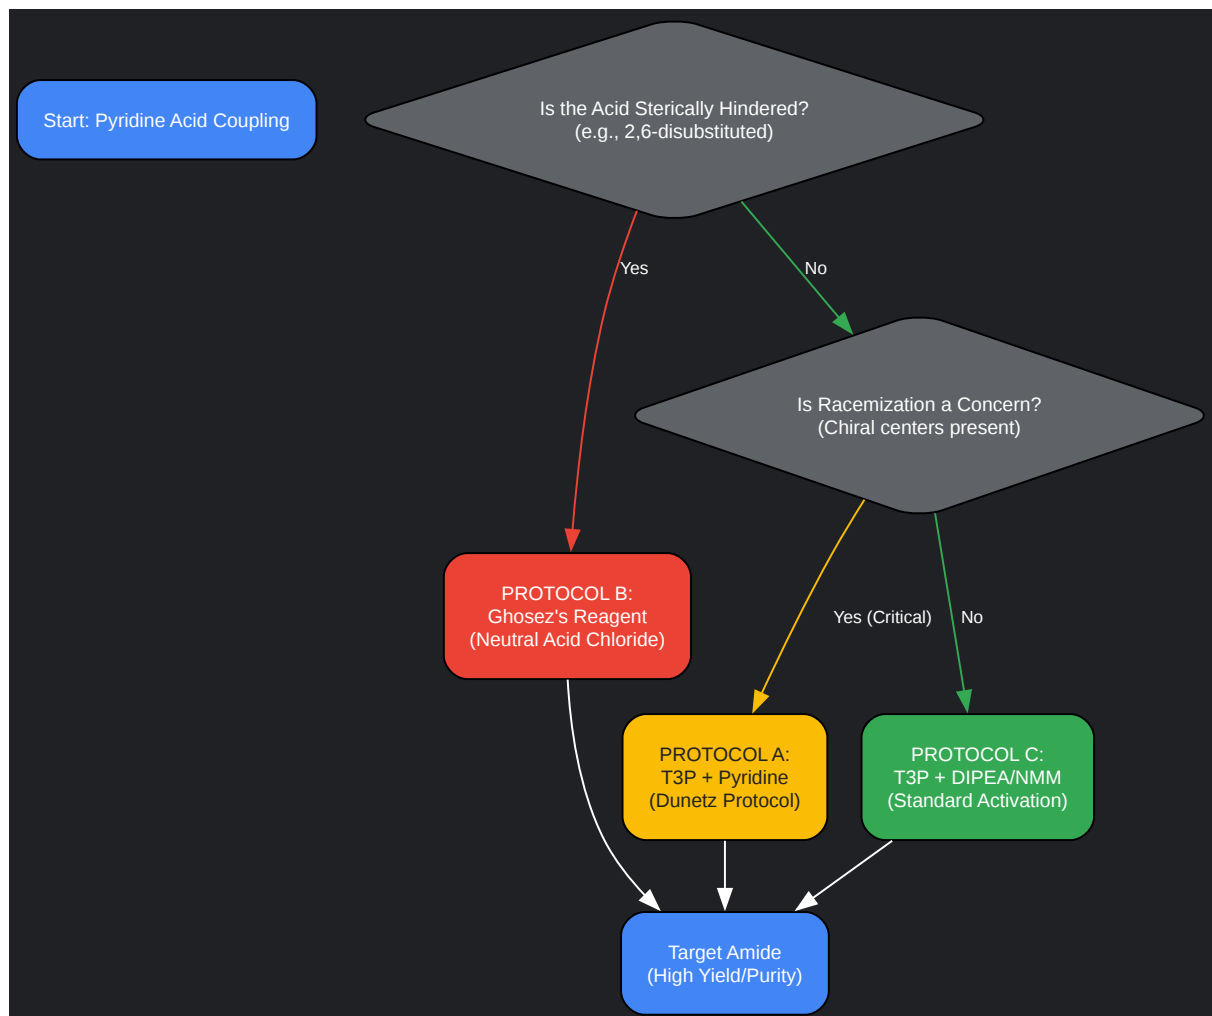 Start: Pyridine Acid Coupling
Is the Acid Sterically Hindered?
(e.g., 2,6-disubstituted)
Yes
No
Is Racemization a Concern?
(Chiral centers present)
PROTOCOL B:
Ghosez's Reagent
(Neutral Acid Chloride)
Yes (Critical)
No
PROTOCOL A:
T3P + Pyridine
(Dunetz Protocol)
PROTOCOL C:
T3P + DIPEA/NMM
(Standard Activation)
Target Amide
(High Yield/Purity)